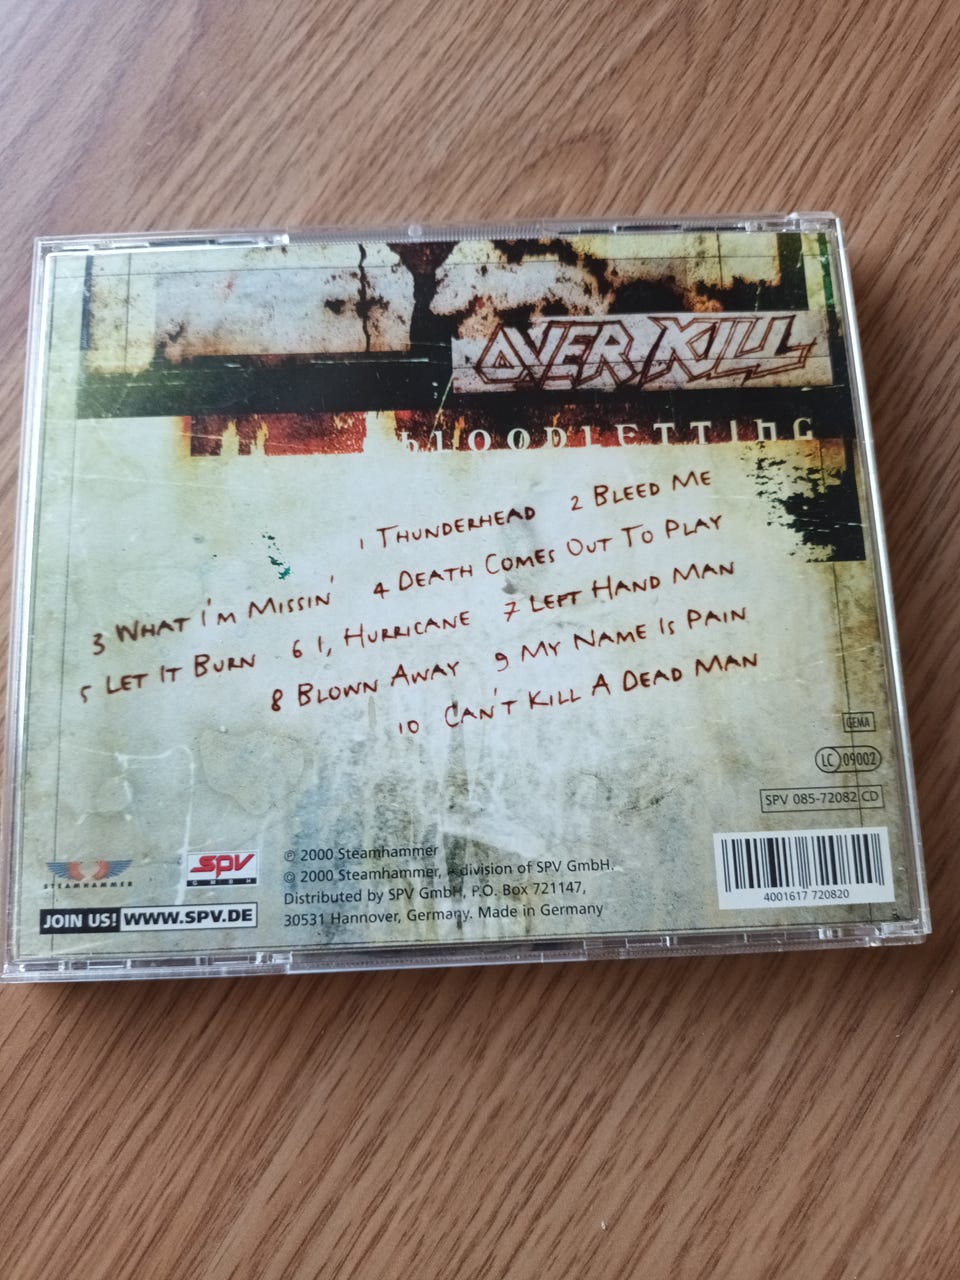 OVERKILL
bLOODLETTING
1 THUNDERHEAD 2 BLEED ME
3 WHAT I'M MISSIN' 4 DEATH COMES OUT TO PLAY
5 LET IT BURN 6 I, HURRICANE 7 LEFT HAND MAN
8 BLOWN AWAY 9 MY NAME IS PAIN
10 CAN'T KILL A DEAD MAN
GEMA
LC 09002
SPV 085-72082 CD
STEAMHAMMER
SPV
GMBH
JOIN US! WWW.SPV.DE
℗ 2000 Steamhammer
© 2000 Steamhammer, a division of SPV GmbH.
Distributed by SPV GmbH, P.O. Box 721147,
30531 Hannover, Germany. Made in Germany
4001617 720820